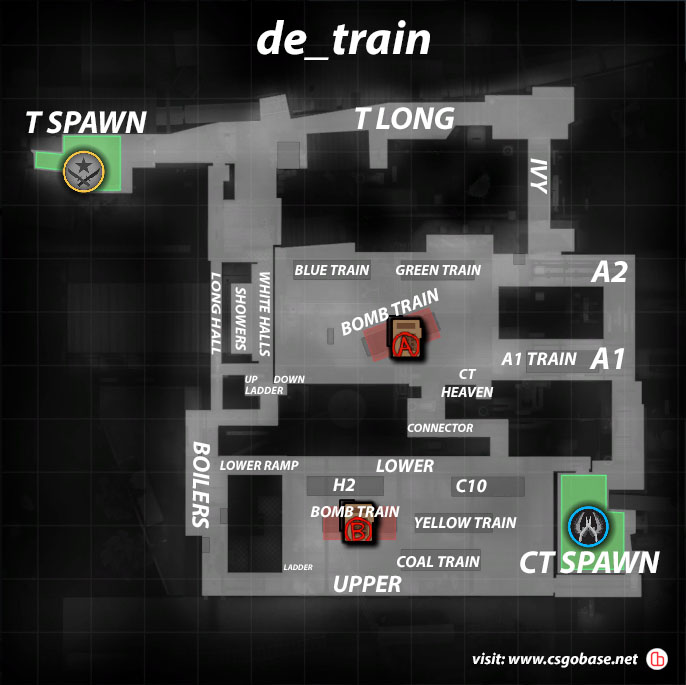 de_train
T SPAWN
T LONG
IVY
BLUE TRAIN
GREEN TRAIN
A2
LONG HALL
SHOWERS
WHITE HALLS
BOMB TRAIN
A
A1 TRAIN
A1
CT
HEAVEN
UP
DOWN
LADDER
CONNECTOR
BOILERS
LOWER RAMP
LOWER
H2
C10
BOMB TRAIN
B
YELLOW TRAIN
COAL TRAIN
CT SPAWN
LADDER
UPPER
visit: www.csgobase.net